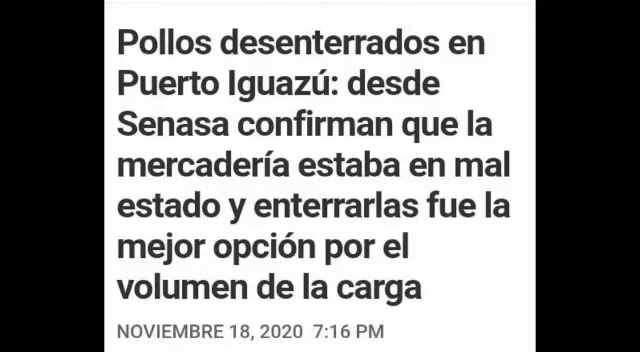 Pollos desenterrados en
Puerto Iguazú: desde
Senasa confirman que la
mercadería estaba en mal
estado y enterrarlas fue la
mejor opción por el
volumen de la carga
NOVIEMBRE 18, 2020 7:16 PM